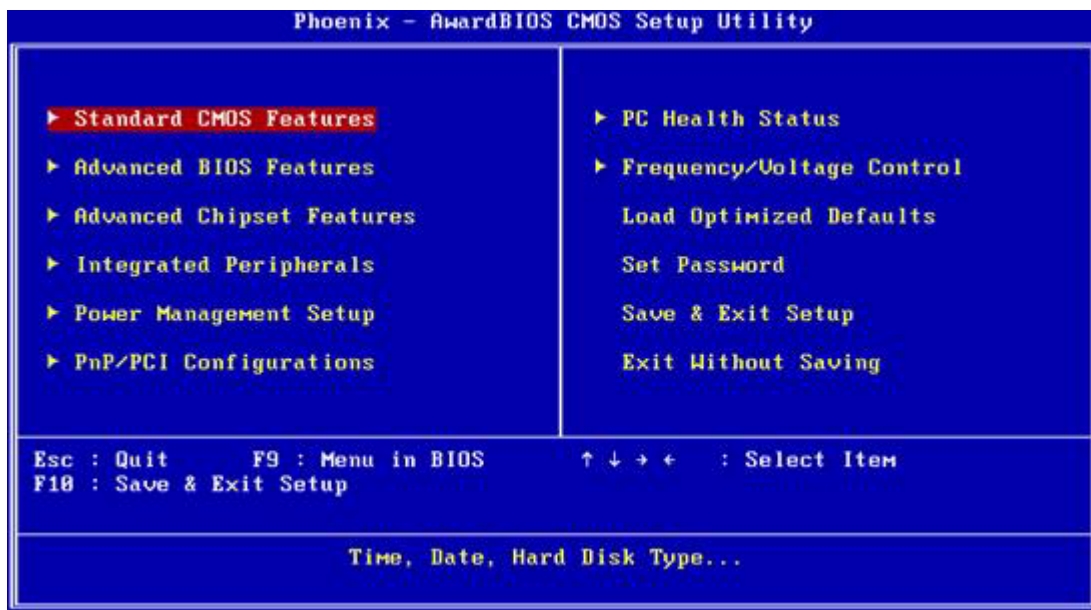 Phoenix - AwardBIOS CMOS Setup Utility
► Standard CMOS Features
► Advanced BIOS Features
► Advanced Chipset Features
► Integrated Peripherals
► Power Management Setup
► PnP/PCI Configurations
► PC Health Status
► Frequency/Voltage Control
Load Optimized Defaults
Set Password
Save & Exit Setup
Exit Without Saving
Esc : Quit F9 : Menu in BIOS ↑ ↓ → ← : Select Item
F10 : Save & Exit Setup
Time, Date, Hard Disk Type...